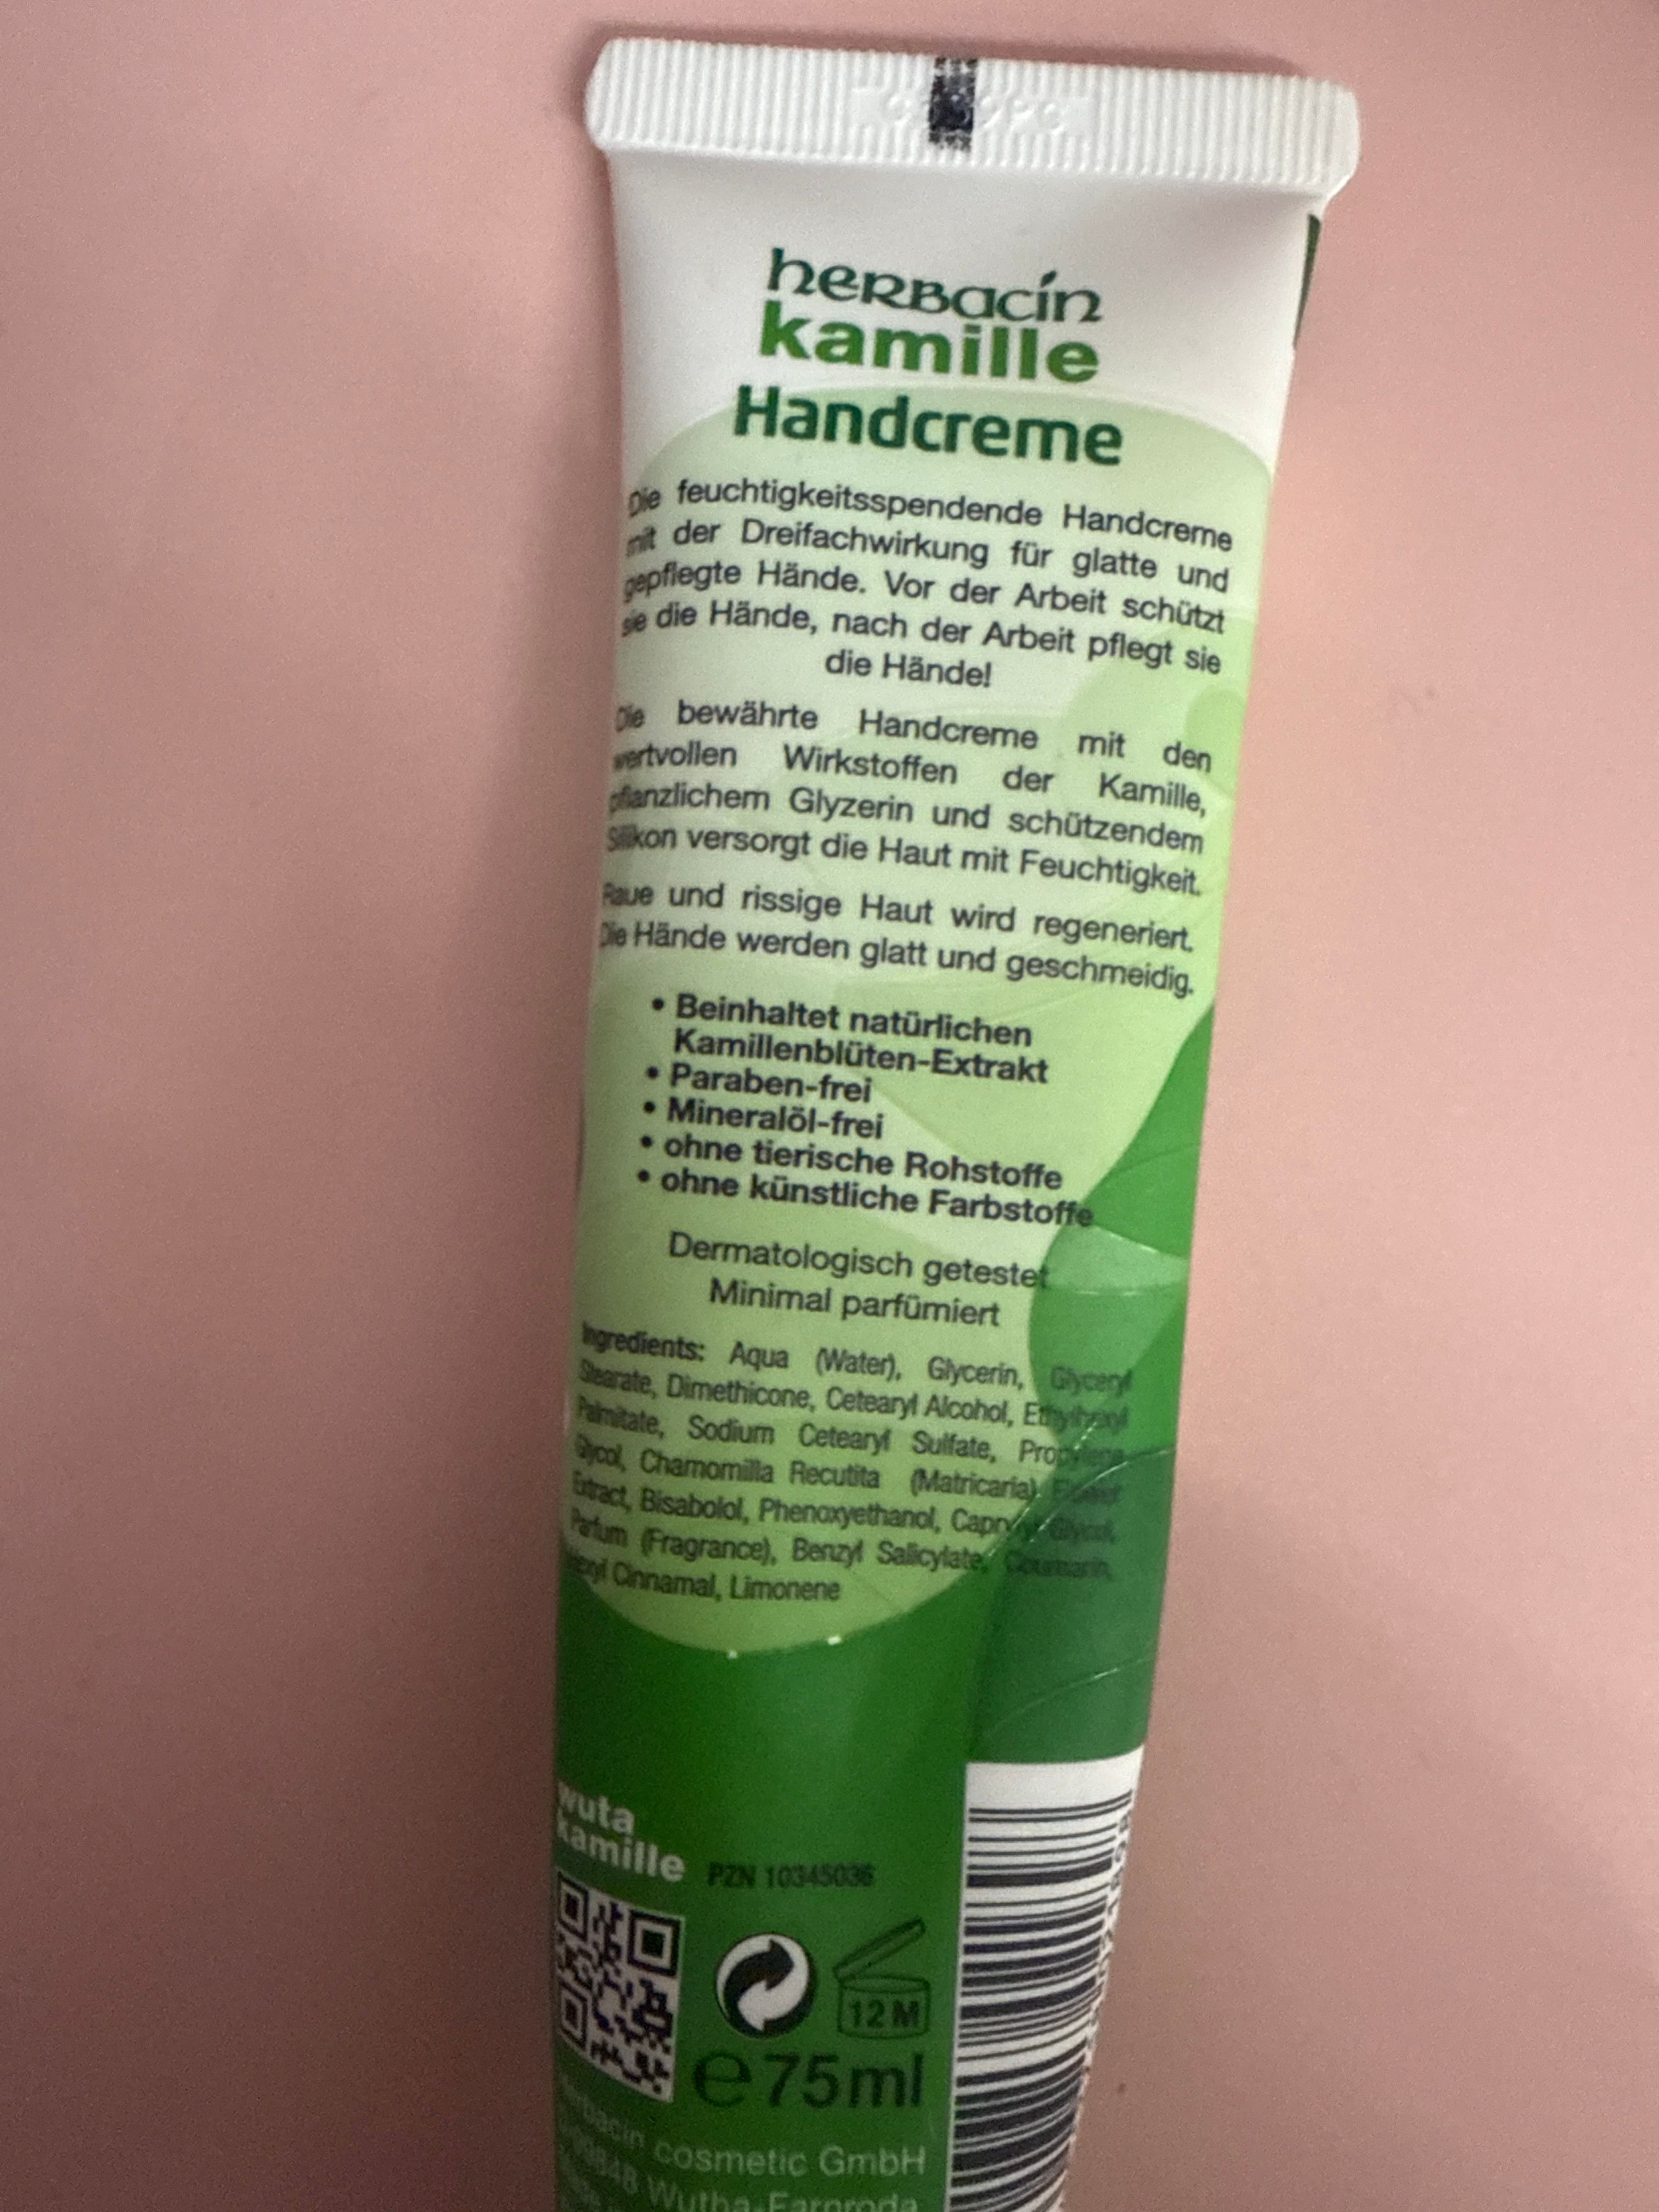 herbacin
kamille
Handcreme
Die feuchtigkeitsspendende Handcreme
mit der Dreifachwirkung für glatte und
gepflegte Hände. Vor der Arbeit schützt
sie die Hände, nach der Arbeit pflegt sie
die Hände!
Die bewährte Handcreme mit den
wertvollen Wirkstoffen der Kamille,
pflanzlichem Glyzerin und schützendem
Silikon versorgt die Haut mit Feuchtigkeit.
Raue und rissige Haut wird regeneriert.
Die Hände werden glatt und geschmeidig.
• Beinhaltet natürlichen
Kamillenblüten-Extrakt
• Paraben-frei
• Mineralöl-frei
• ohne tierische Rohstoffe
• ohne künstliche Farbstoffe
Dermatologisch getestet
Minimal parfümiert
Ingredients: Aqua (Water), Glycerin, Glyceryl
Stearate, Dimethicone, Cetearyl Alcohol, Ethylhexyl
Palmitate, Sodium Cetearyl Sulfate, Propylene
Glycol, Chamomilla Recutita (Matricaria) Flower
Extract, Bisabolol, Phenoxyethanol, Caprylyl Glycol,
Parfum (Fragrance), Benzyl Salicylate, Coumarin,
Hexyl Cinnamal, Limonene
wuta
kamille
PZN 10345036
12 M
e 75 ml
herbacin cosmetic GmbH
Wutha-Farnroda